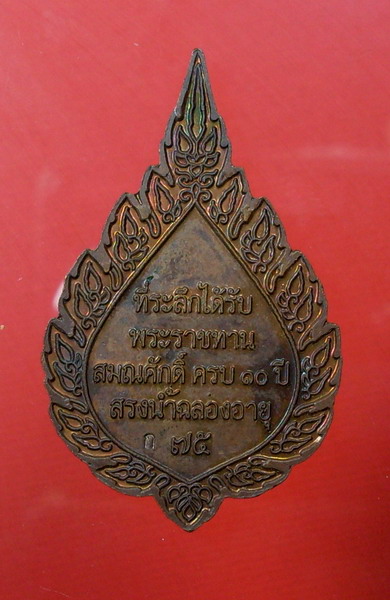 ที่ระลึกได้รับ
พระราชทาน
สมณศักดิ์ ครบ ๑๐ ปี
สรงน้ำฉลองอายุ
๗๕